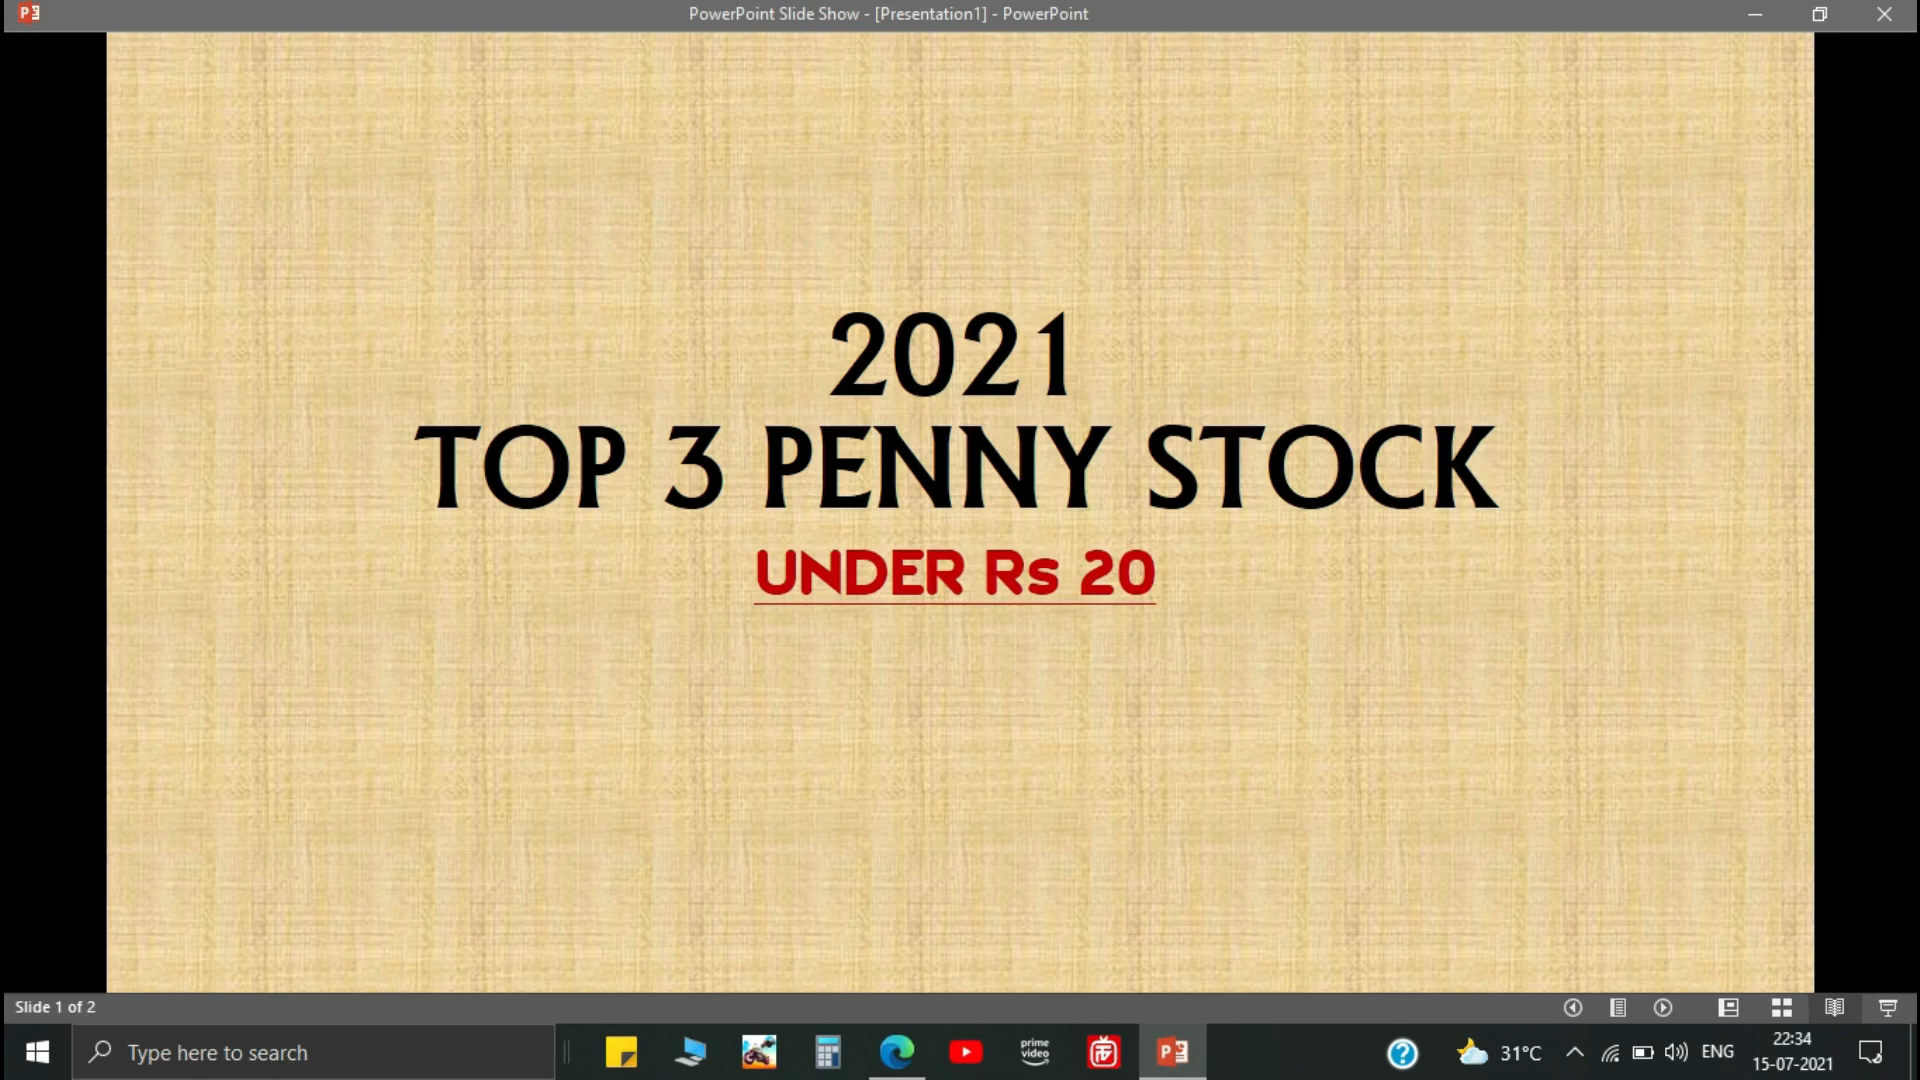 PowerPoint Slide Show - [Presentation1] - PowerPoint
2021
TOP 3 PENNY STOCK
UNDER Rs 20
Slide 1 of 2
Type here to search
prime video
31°C
ENG
22:34
15-07-2021